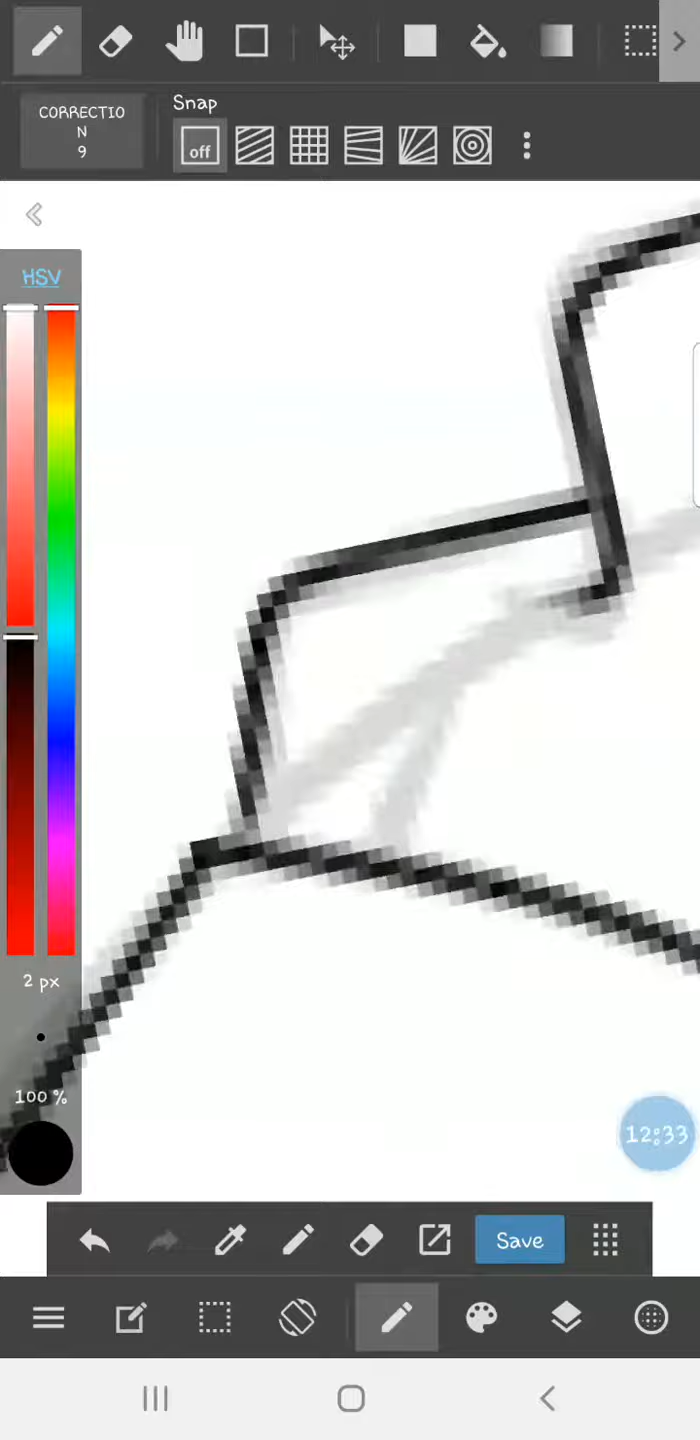 CORRECTIO
N
9
Snap
off
HSV
2 px
100 %
12:33
Save